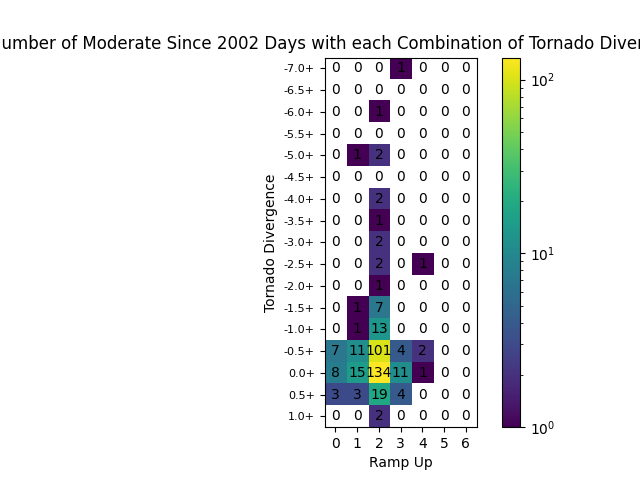 umber of Moderate Since 2002 Days with each Combination of Tornado Diver
-7.0+ 0 0 0 1 0 0 0
-6.5+ 0 0 0 0 0 0 0
-6.0+ 0 0 1 0 0 0 0
-5.5+ 0 0 0 0 0 0 0
-5.0+ 0 1 2 0 0 0 0
-4.5+ 0 0 0 0 0 0 0
-4.0+ 0 0 2 0 0 0 0
-3.5+ 0 0 1 0 0 0 0
-3.0+ 0 0 2 0 0 0 0
-2.5+ 0 0 2 0 1 0 0
-2.0+ 0 0 1 0 0 0 0
-1.5+ 0 1 7 0 0 0 0
-1.0+ 0 1 13 0 0 0 0
-0.5+ 7 11 101 4 2 0 0
0.0+ 8 15 134 11 1 0 0
0.5+ 3 3 19 4 0 0 0
1.0+ 0 0 2 0 0 0 0
0 1 2 3 4 5 6
Ramp Up
Tornado Divergence
10²
10¹
10⁰